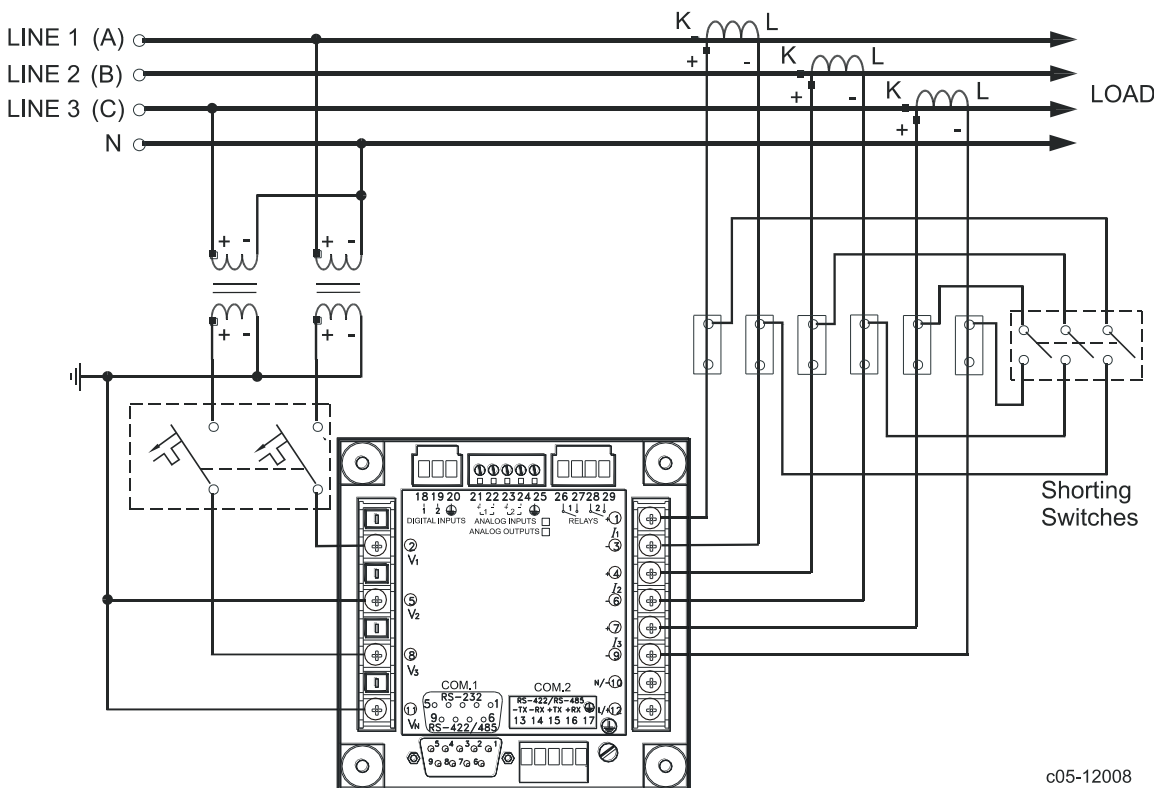 K L
LINE 1 (A)
+ -
K L
LINE 2 (B)
+ -
K L
LINE 3 (C)
LOAD
+ -
N
+ - + -
+ - + -
Shorting
Switches
18 19 20 21 22 23 24 25 26 27 28 29
1 2 1 2 1 2
DIGITAL INPUTS ANALOG INPUTS RELAYS
ANALOG OUTPUTS
+1
I1
2 -3
V1
+4
I2
5 -6
V2
+7
I3
8 -9
V3
N/-10
COM.1 COM.2
RS-232 RS-422/RS-485
5 1 -TX -RX +TX +RX L/+12
11 9 6 13 14 15 16 17
VN RS-422/485
5 4 3 2 1
9 8 7 6
c05-12008